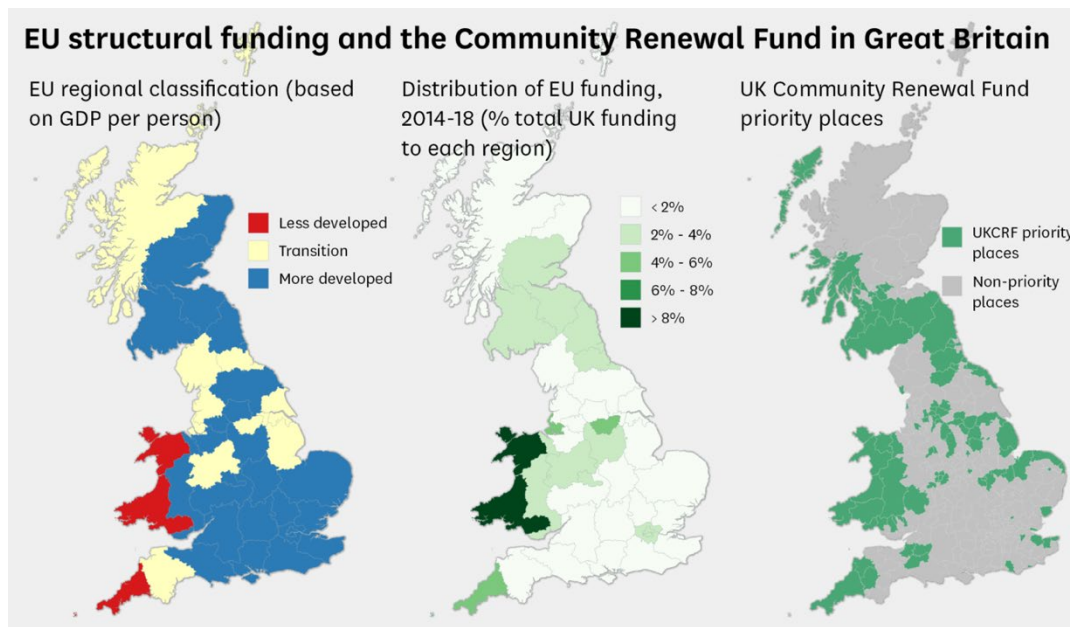 EU structural funding and the Community Renewal Fund in Great Britain
EU regional classification (based
on GDP per person)
Less developed
Transition
More developed
Distribution of EU funding,
2014-18 (% total UK funding
to each region)
< 2%
2% - 4%
4% - 6%
6% - 8%
> 8%
UK Community Renewal Fund
priority places
UKCRF priority
places
Non-priority
places